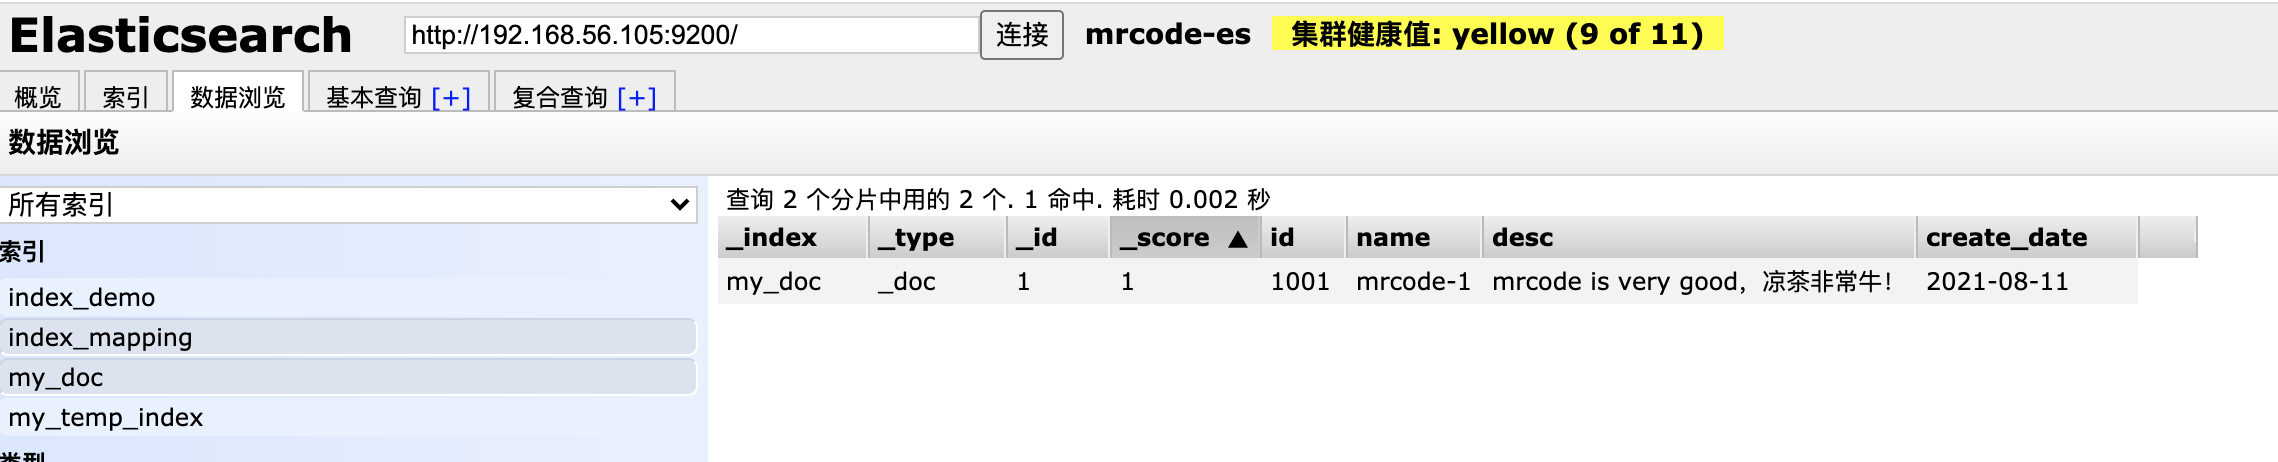 Elasticsearch http://192.168.56.105:9200/ 连接 mrcode-es 集群健康值: yellow (9 of 11)
概览 索引 数据浏览 基本查询 [+] 复合查询 [+]
数据浏览
所有索引
索引
index_demo
index_mapping
my_doc
my_temp_index
类型
查询 2 个分片中用的 2 个. 1 命中. 耗时 0.002 秒
_index _type _id _score ▲ id name desc create_date
my_doc _doc 1 1 1001 mrcode-1 mrcode is very good，凉茶非常牛！ 2021-08-11